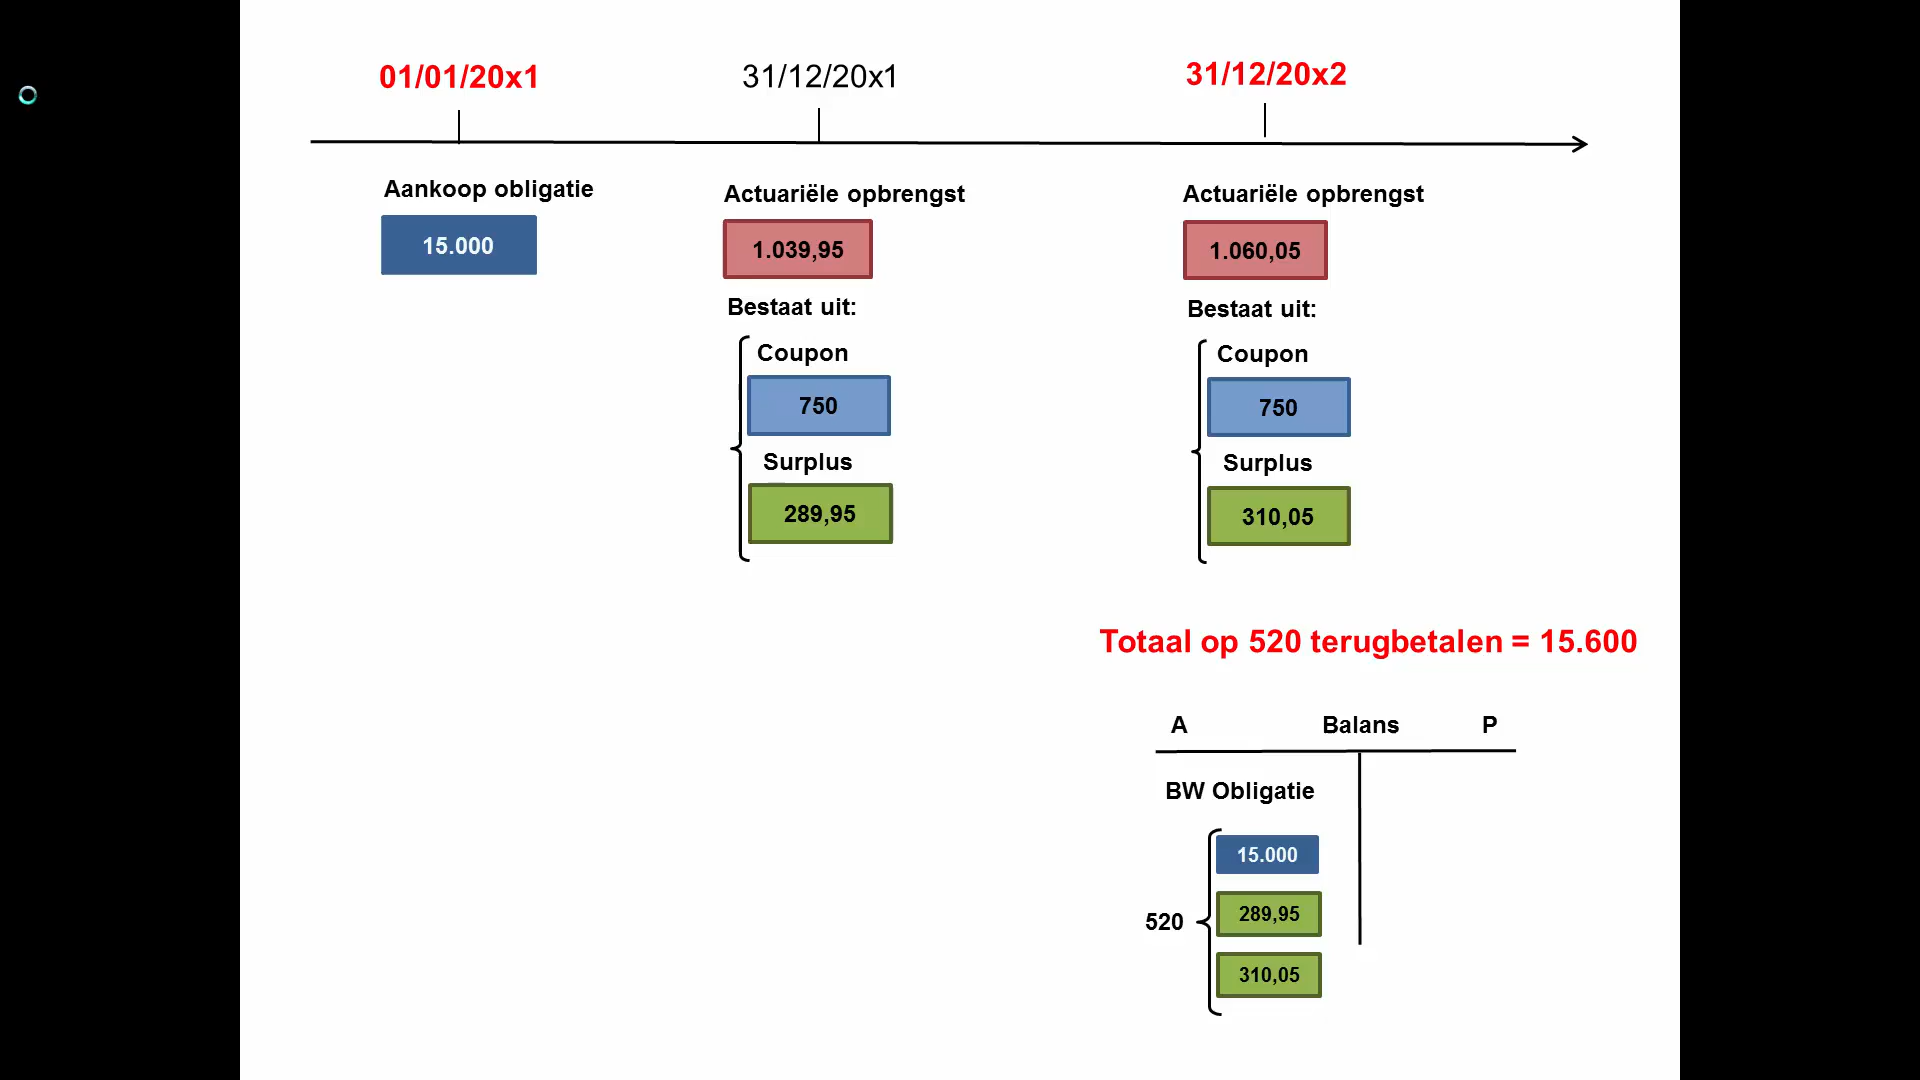 01/01/20x1
31/12/20x1
31/12/20x2
Aankoop obligatie
15.000
Actuariële opbrengst
1.039,95
Bestaat uit:
Coupon
750
Surplus
289,95
Actuariële opbrengst
1.060,05
Bestaat uit:
Coupon
750
Surplus
310,05
Totaal op 520 terugbetalen = 15.600
A Balans P
BW Obligatie
520
15.000
289,95
310,05